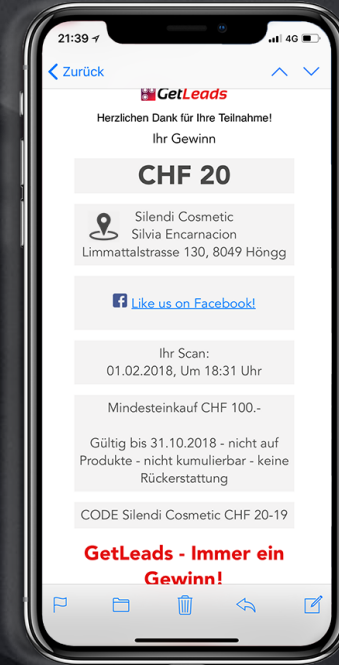 21:39
4G
Zurück
GetLeads
Herzlichen Dank für Ihre Teilnahme!
Ihr Gewinn
CHF 20
Silendi Cosmetic
Silvia Encarnacion
Limmattalstrasse 130, 8049 Höngg
Like us on Facebook!
Ihr Scan:
01.02.2018, Um 18:31 Uhr
Mindesteinkauf CHF 100.-
Gültig bis 31.10.2018 - nicht auf
Produkte - nicht kumulierbar - keine
Rückerstattung
CODE Silendi Cosmetic CHF 20-19
GetLeads - Immer ein
Gewinn!